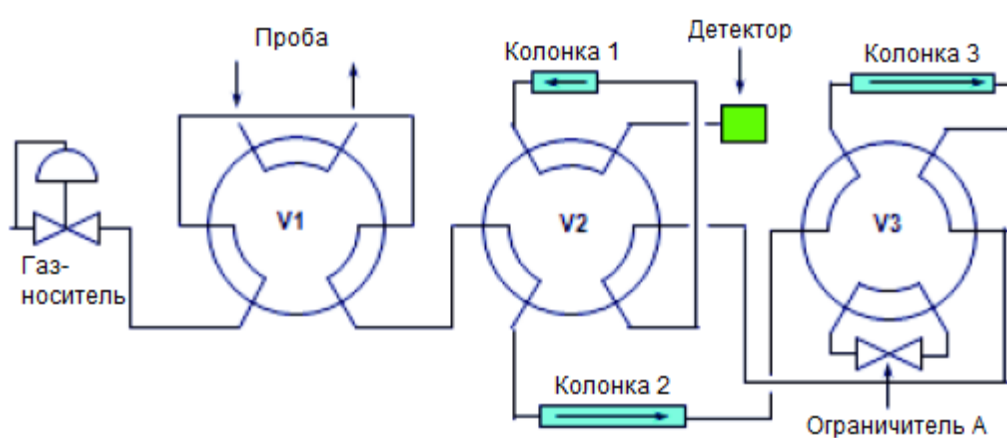 Проба
Детектор
Колонка 1
Колонка 3
V1
V2
V3
Газ-
носитель
Колонка 2
Ограничитель A